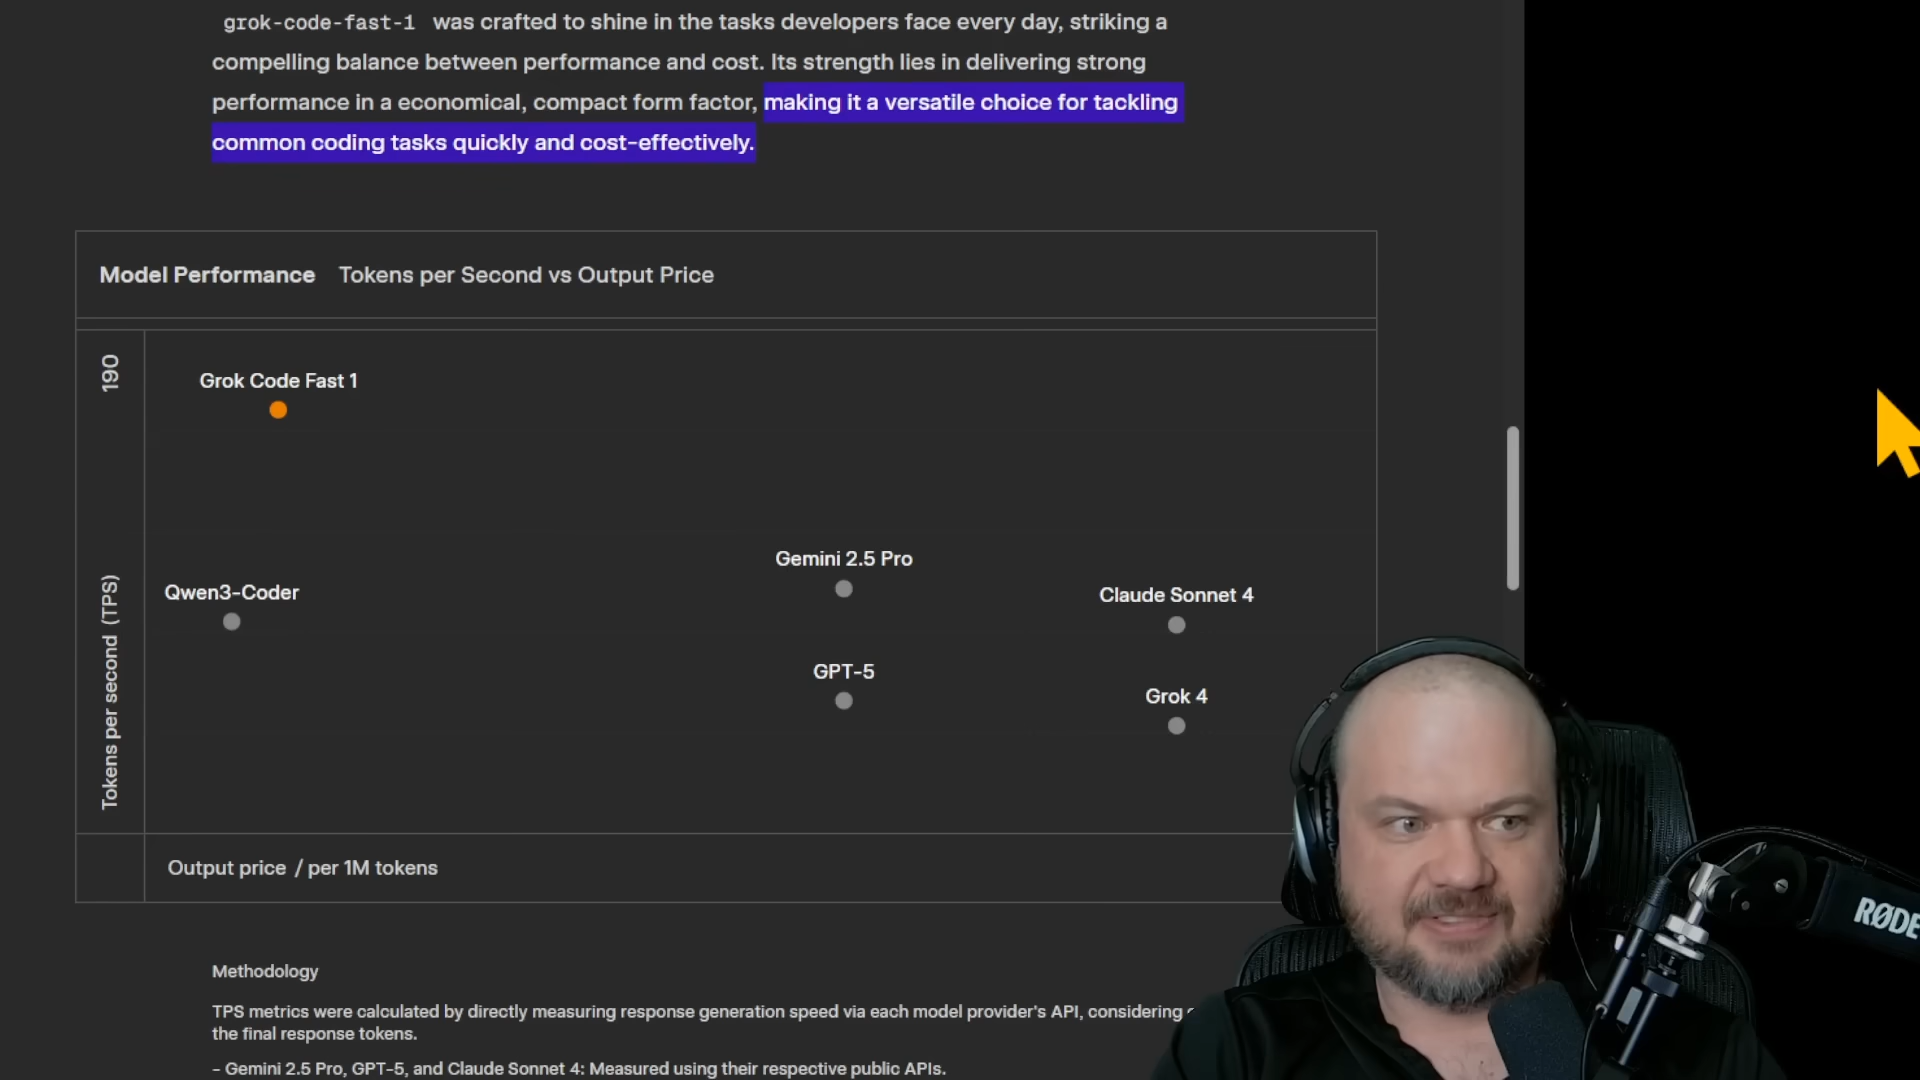 grok-code-fast-1 was crafted to shine in the tasks developers face every day, striking a
compelling balance between performance and cost. Its strength lies in delivering strong
performance in a economical, compact form factor, making it a versatile choice for tackling
common coding tasks quickly and cost-effectively.
Model Performance Tokens per Second vs Output Price
190
Tokens per second (TPS)
Grok Code Fast 1
Gemini 2.5 Pro
Qwen3-Coder
Claude Sonnet 4
GPT-5
Grok 4
Output price / per 1M tokens
RØDE
Methodology
TPS metrics were calculated by directly measuring response generation speed via each model provider's API, considering
the final response tokens.
- Gemini 2.5 Pro, GPT-5, and Claude Sonnet 4: Measured using their respective public APIs.